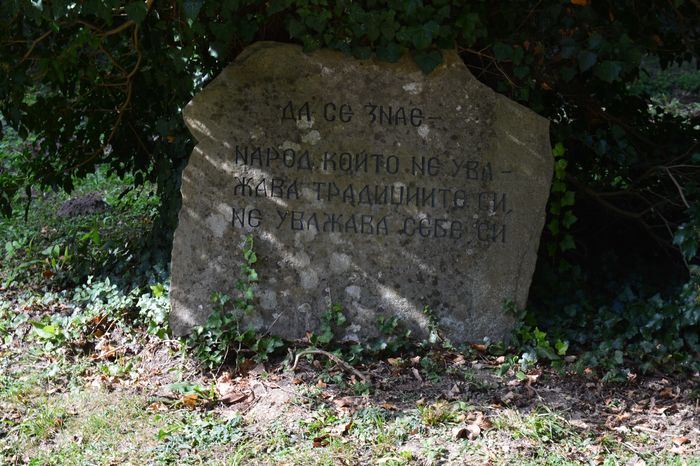 ДА СЕ ЗНАЕ –
НАРОД, КОЙТО НЕ УВА –
ЖАВА ТРАДИЦИИТЕ СИ,
НЕ УВАЖАВА СЕБЕ СИ